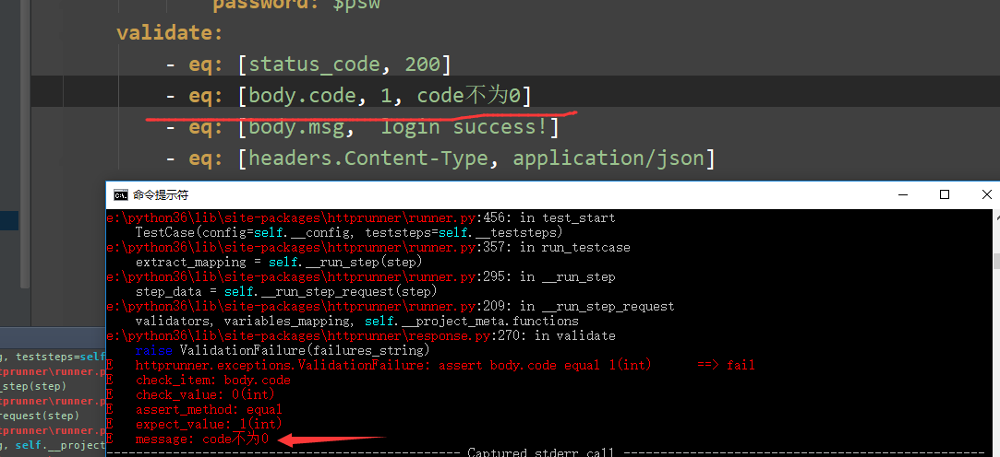 password: $psw
validate:
- eq: [status_code, 200]
- eq: [body.code, 1, code不为0]
- eq: [body.msg,  login success!]
- eq: [headers.Content-Type, application/json]
命令提示符
e:\python36\lib\site-packages\httprunner\runner.py:456: in test_start
TestCase(config=self.__config, teststeps=self.__teststeps)
e:\python36\lib\site-packages\httprunner\runner.py:357: in run_testcase
extract_mapping = self.__run_step(step)
e:\python36\lib\site-packages\httprunner\runner.py:295: in __run_step
step_data = self.__run_step_request(step)
e:\python36\lib\site-packages\httprunner\runner.py:209: in __run_step_request
validators, variables_mapping, self.__project_meta.functions
e:\python36\lib\site-packages\httprunner\response.py:270: in validate
raise ValidationFailure(failures_string)
E httprunner.exceptions.ValidationFailure: assert body.code equal 1(int) ==> fail
E check_item: body.code
E check_value: 0(int)
E assert_method: equal
E expect_value: 1(int)
E message: code不为0
---------------------------------------------- Captured stderr call ----------------------------------------------
g, teststeps=self
tprunner\runner.p
_step(step)
tprunner\runner.p
request(step)
tprunner\runner.p
g, self.__project